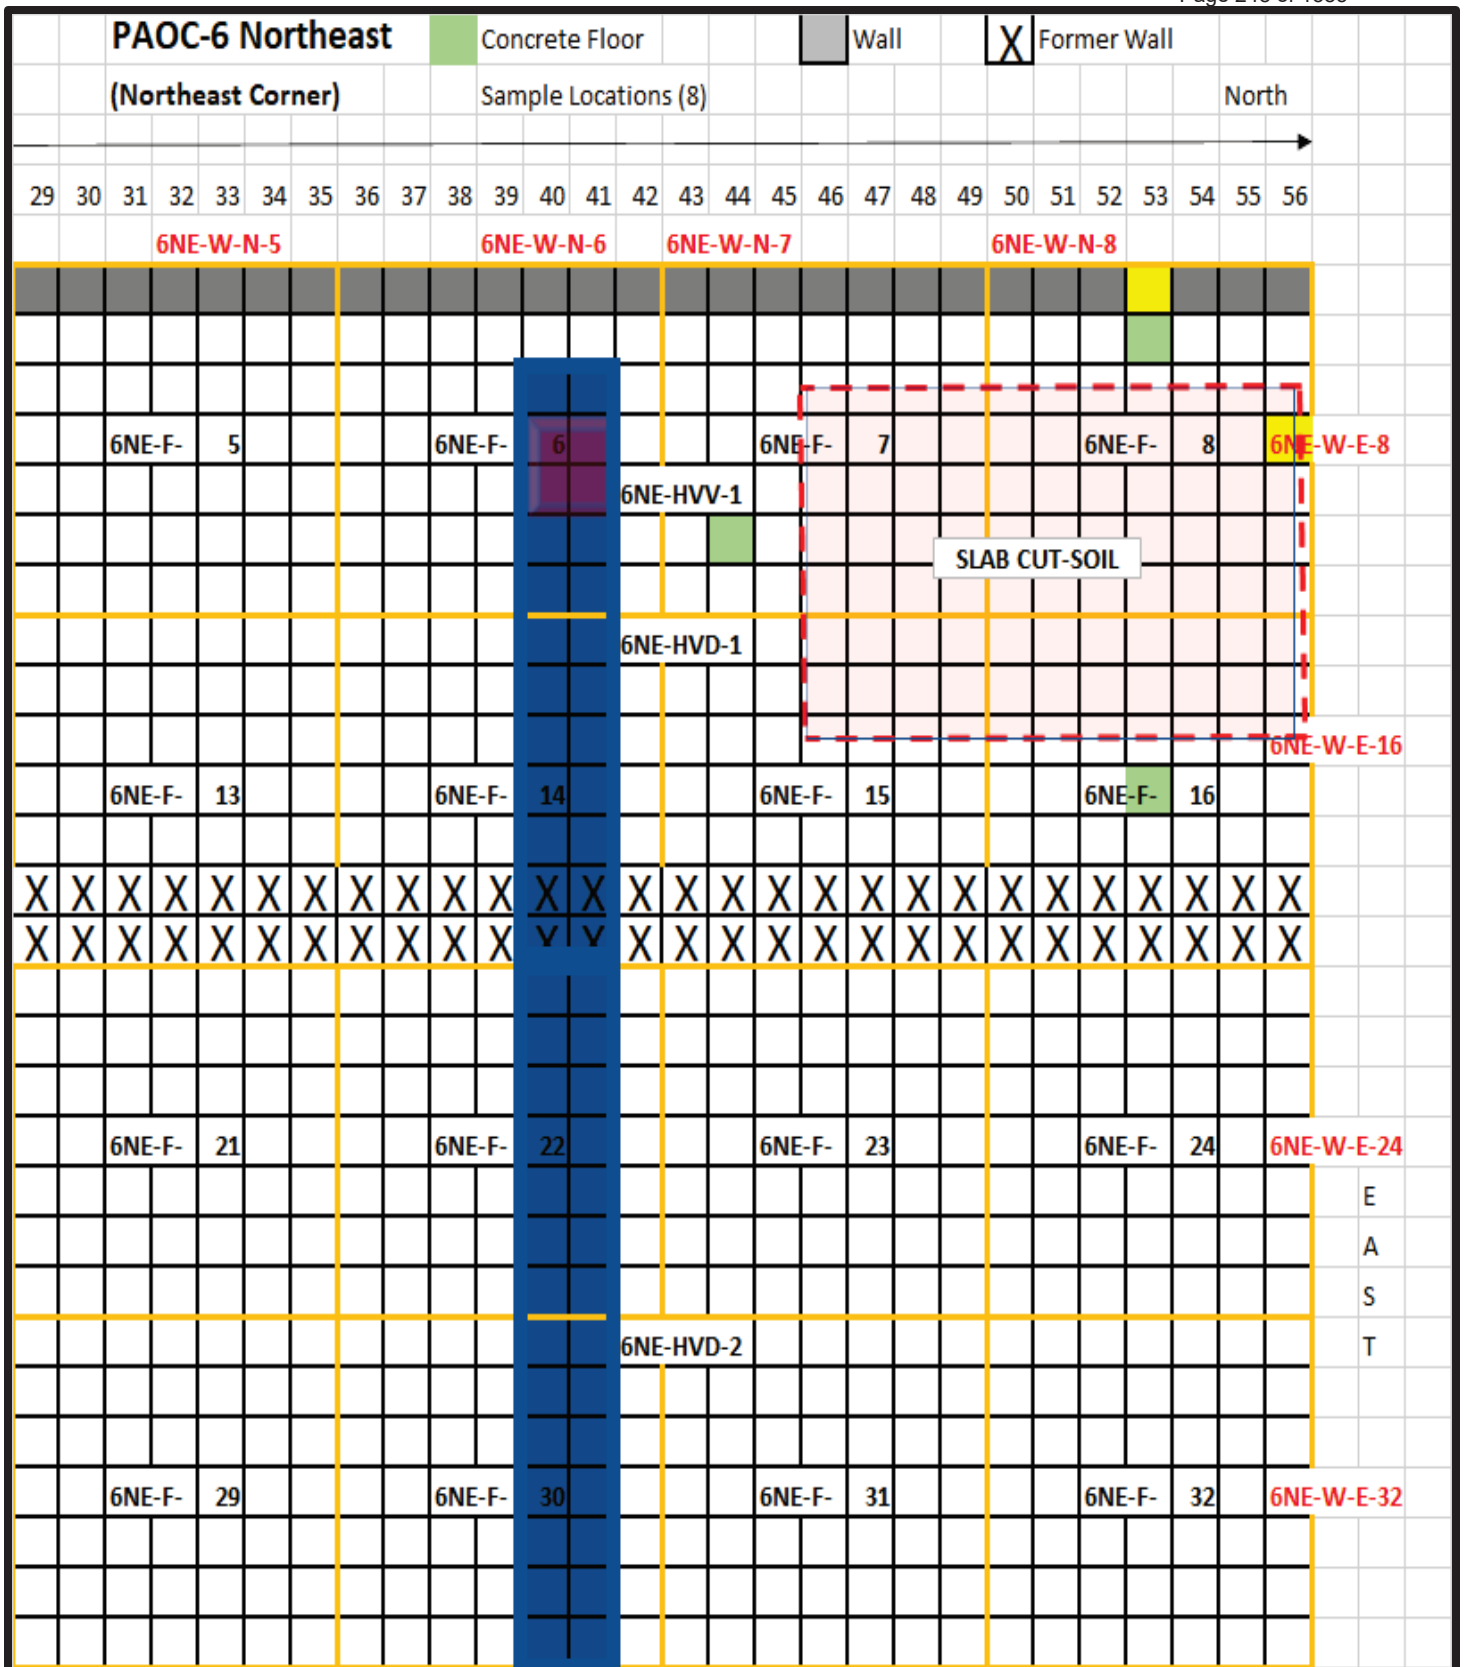 PAOC-6 Northeast Concrete Floor Wall X Former Wall
(Northeast Corner) Sample Locations (8) North
29 30 31 32 33 34 35 36 37 38 39 40 41 42 43 44 45 46 47 48 49 50 51 52 53 54 55 56
6NE-W-N-5 6NE-W-N-6 6NE-W-N-7 6NE-W-N-8
6NE-F- 5 6NE-F- 6 6NE-F- 7 6NE-F- 8 6NE-W-E-8
6NE-HVV-1
SLAB CUT-SOIL
6NE-HVD-1
6NE-W-E-16
6NE-F- 13 6NE-F- 14 6NE-F- 15 6NE-F- 16
X X X X X X X X X X X X X X X X X X X X X X X X X X X X
X X X X X X X X X X X X X X X X X X X X X X X X X X X X
6NE-F- 21 6NE-F- 22 6NE-F- 23 6NE-F- 24 6NE-W-E-24
E
A
S
6NE-HVD-2 T
6NE-F- 29 6NE-F- 30 6NE-F- 31 6NE-F- 32 6NE-W-E-32